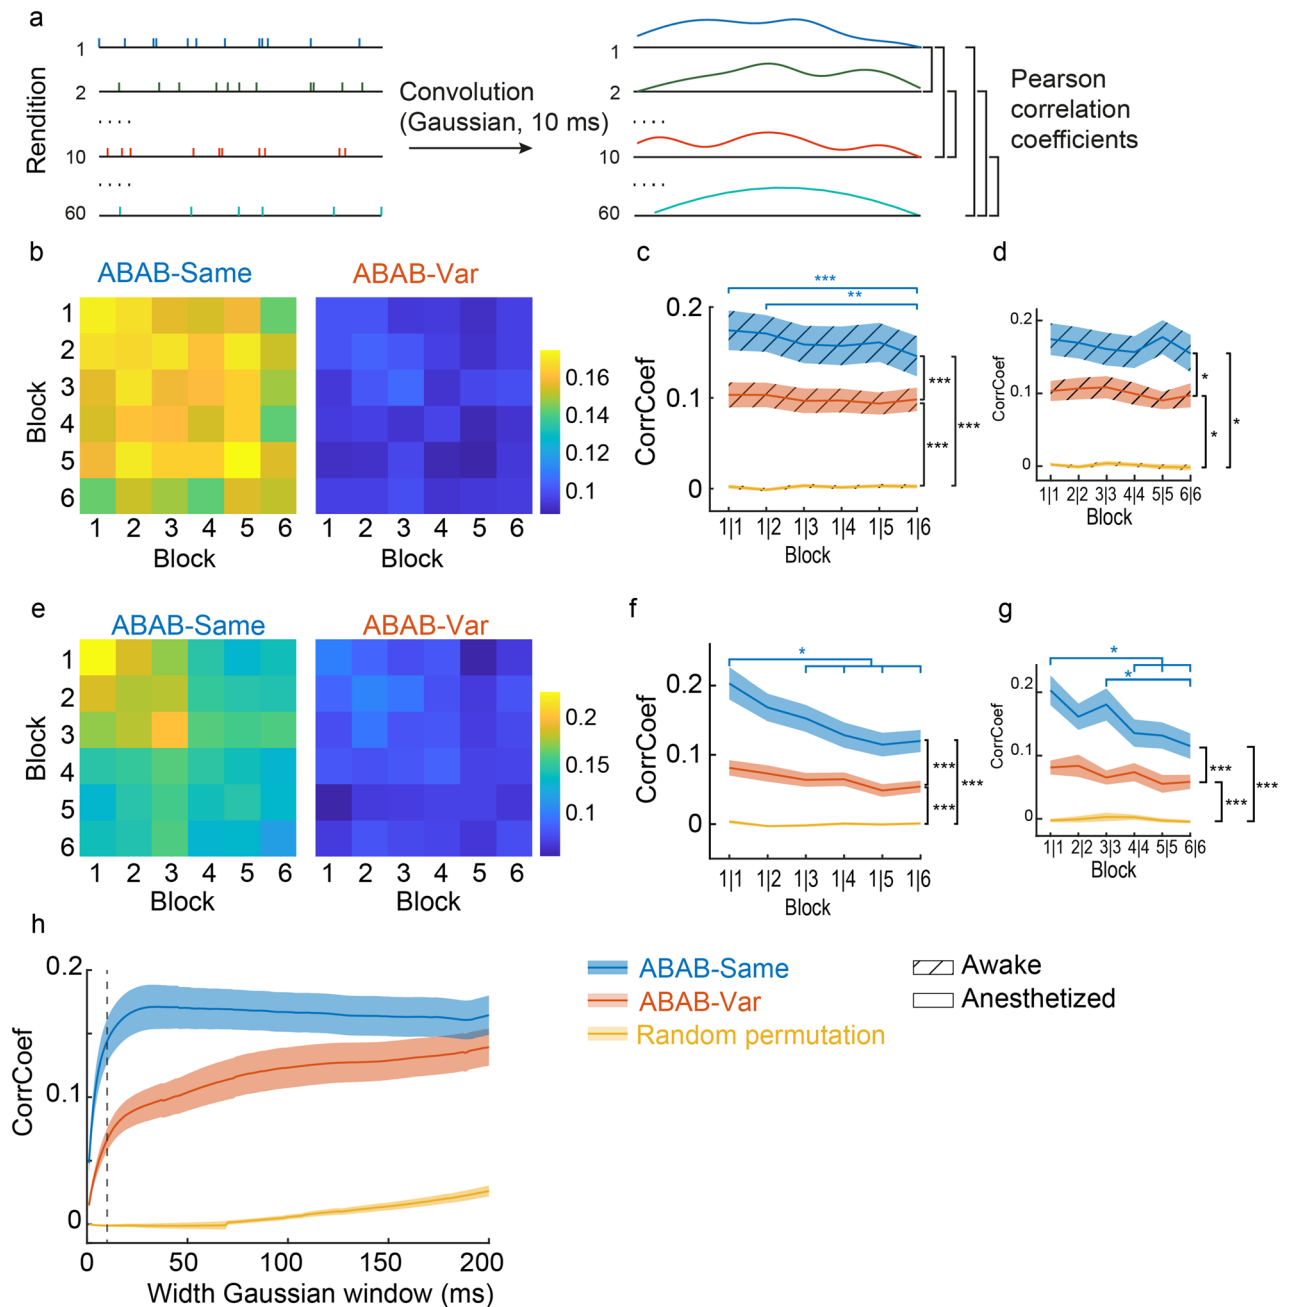 a
Rendition
1
2
....
10
....
60
Convolution
(Gaussian, 10 ms)
1
2
....
10
....
60
Pearson
correlation
coefficients
b
ABAB-Same
ABAB-Var
Block
1
2
3
4
5
6
1 2 3 4 5 6
Block
1 2 3 4 5 6
Block
0.16
0.14
0.12
0.1
c
CorrCoef
0.2
0.1
0
***
**
***
***
***
1|1 1|2 1|3 1|4 1|5 1|6
Block
d
CorrCoef
0.2
0.1
0
*
*
*
1|1 2|2 3|3 4|4 5|5 6|6
Block
e
ABAB-Same
ABAB-Var
Block
1
2
3
4
5
6
1 2 3 4 5 6
Block
1 2 3 4 5 6
Block
0.2
0.15
0.1
f
CorrCoef
0.2
0.1
0
*
***
***
***
1|1 1|2 1|3 1|4 1|5 1|6
Block
g
CorrCoef
0.2
0.1
0
*
*
***
***
***
1|1 2|2 3|3 4|4 5|5 6|6
Block
h
CorrCoef
0.2
0.1
0
0 50 100 150 200
Width Gaussian window (ms)
ABAB-Same
ABAB-Var
Random permutation
Awake
Anesthetized